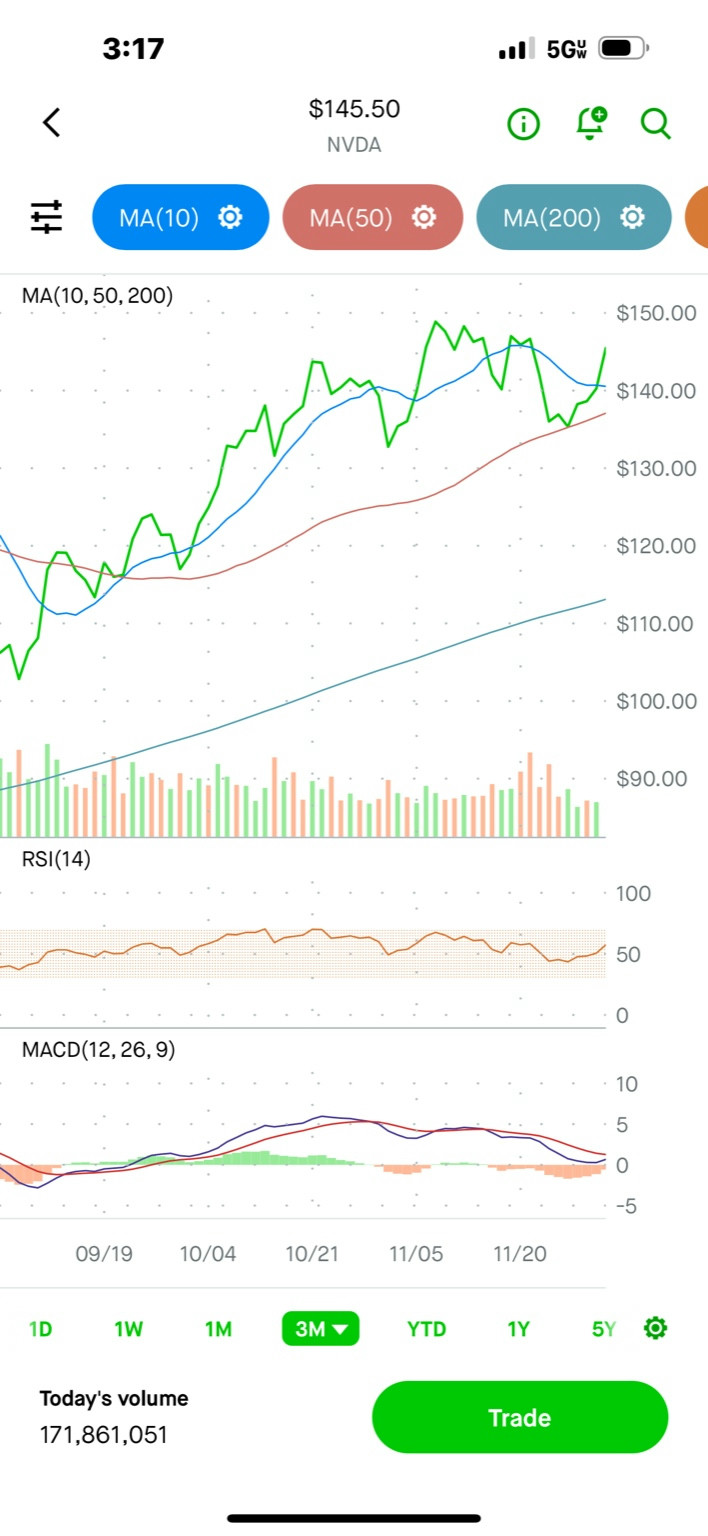 3:17
5GUW
$145.50
NVDA
MA(10)
MA(50)
MA(200)
MA(10, 50, 200)
$150.00
$140.00
$130.00
$120.00
$110.00
$100.00
$90.00
RSI(14)
100
50
0
MACD(12, 26, 9)
10
5
0
-5
09/19
10/04
10/21
11/05
11/20
1D
1W
1M
3M
YTD
1Y
5Y
Today's volume
171,861,051
Trade